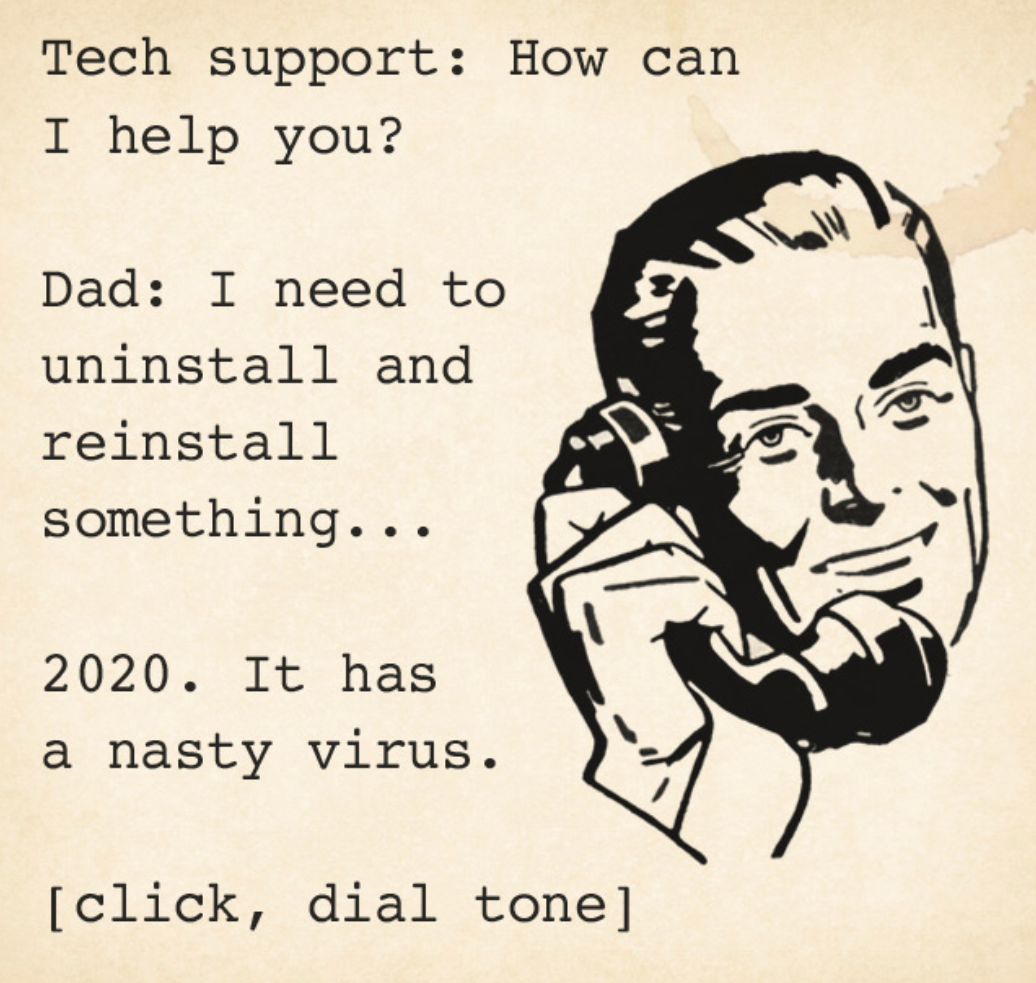 Tech support: How can
I help you?
Dad: I need to
uninstall and
reinstall
something...
2020. It has
a nasty virus.
[click, dial tone]